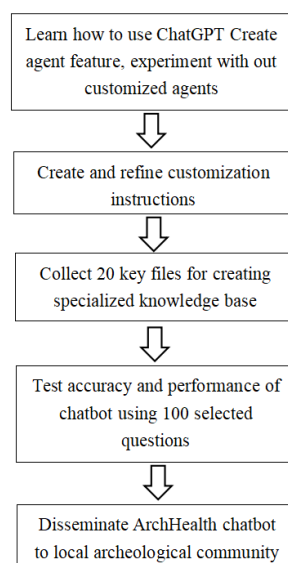 Learn how to use ChatGPT Create
agent feature, experiment with out
customized agents
Create and refine customization
instructions
Collect 20 key files for creating
specialized knowledge base
Test accuracy and performance of
chatbot using 100 selected
questions
Disseminate ArchHealth chatbot
to local archeological community